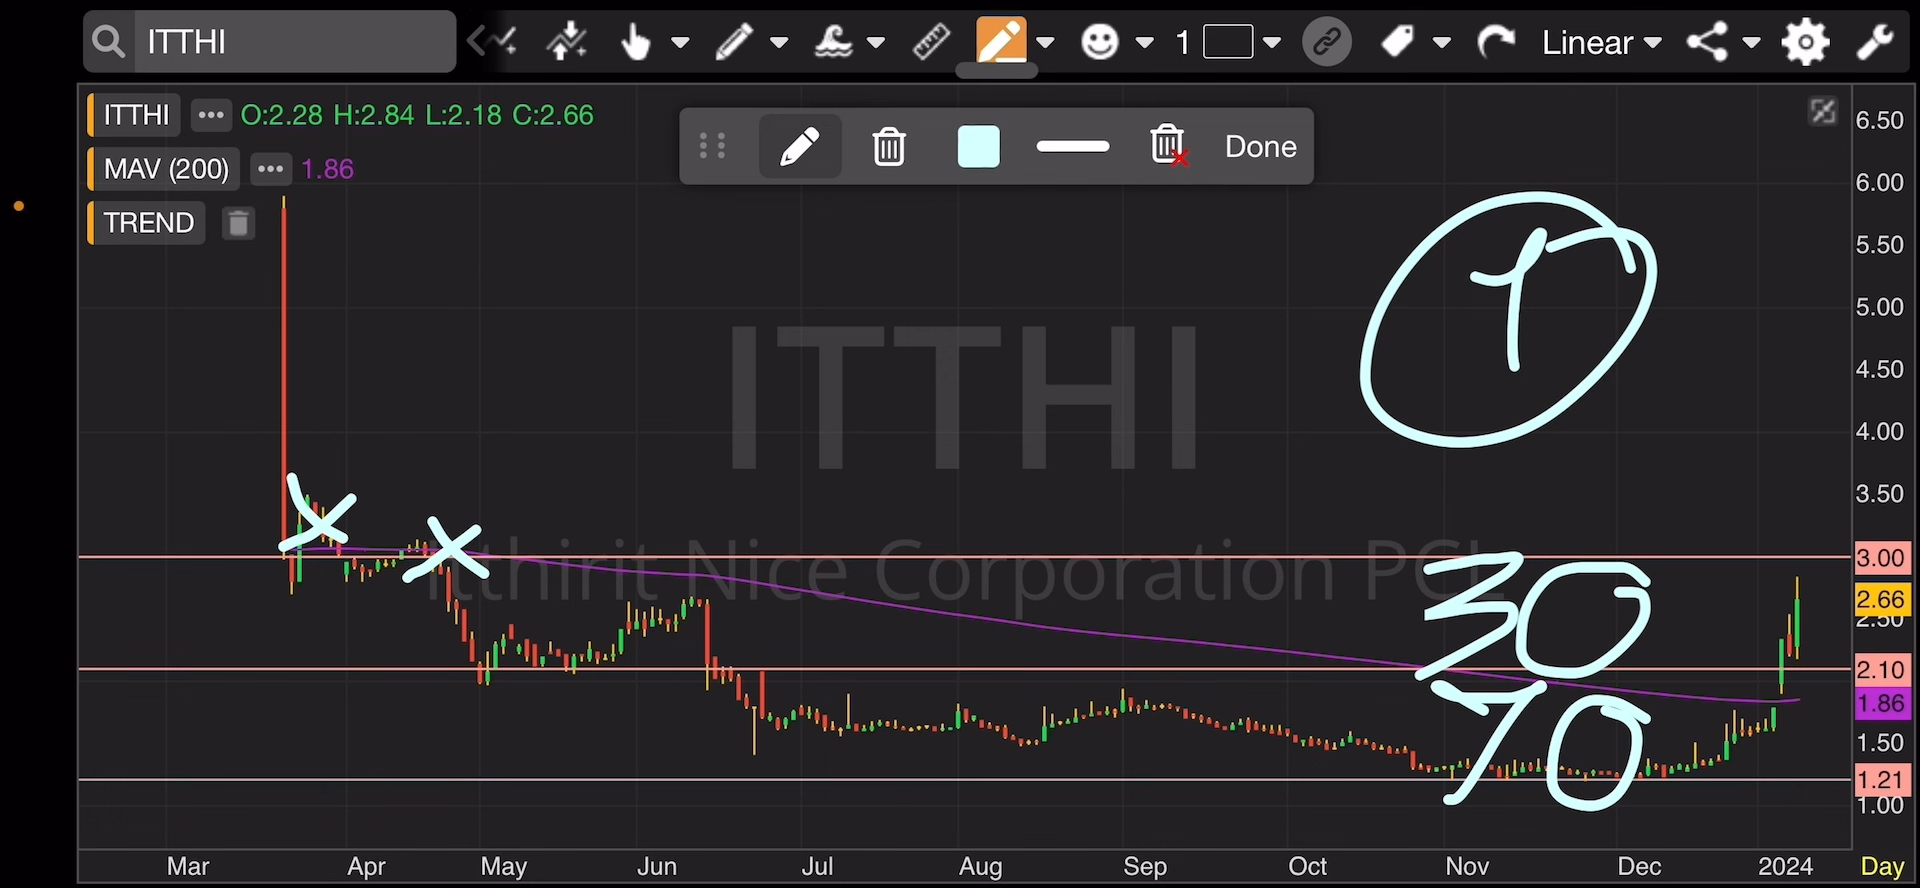 ITTHI
1
Linear
ITTHI ••• O:2.28 H:2.84 L:2.18 C:2.66
MAV (200) ••• 1.86
TREND
Done
ITTHI
Itthirit Nice Corporation PCL
30
70
6.50
6.00
5.50
5.00
4.50
4.00
3.50
3.00
2.66
2.50
2.10
1.86
1.50
1.21
1.00
Mar Apr May Jun Jul Aug Sep Oct Nov Dec 2024 Day